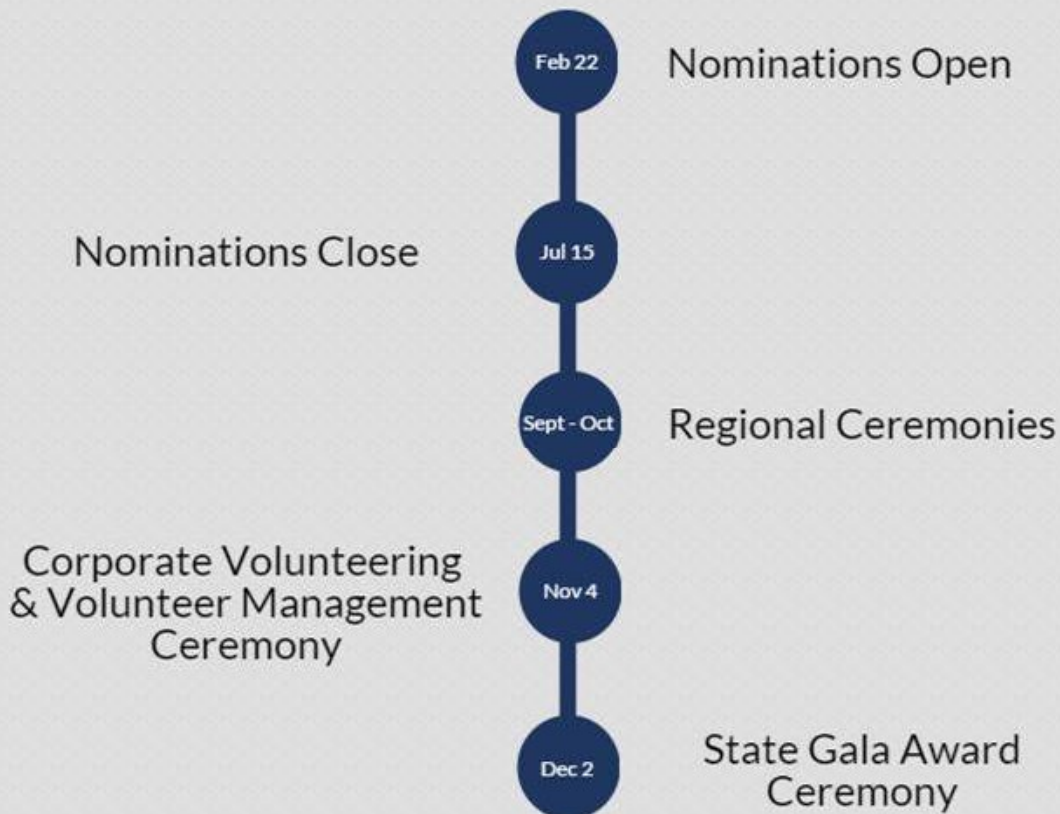 Feb 22
Nominations Open
Nominations Close
Jul 15
Sept - Oct
Regional Ceremonies
Corporate Volunteering
& Volunteer Management
Ceremony
Nov 4
Dec 2
State Gala Award
Ceremony